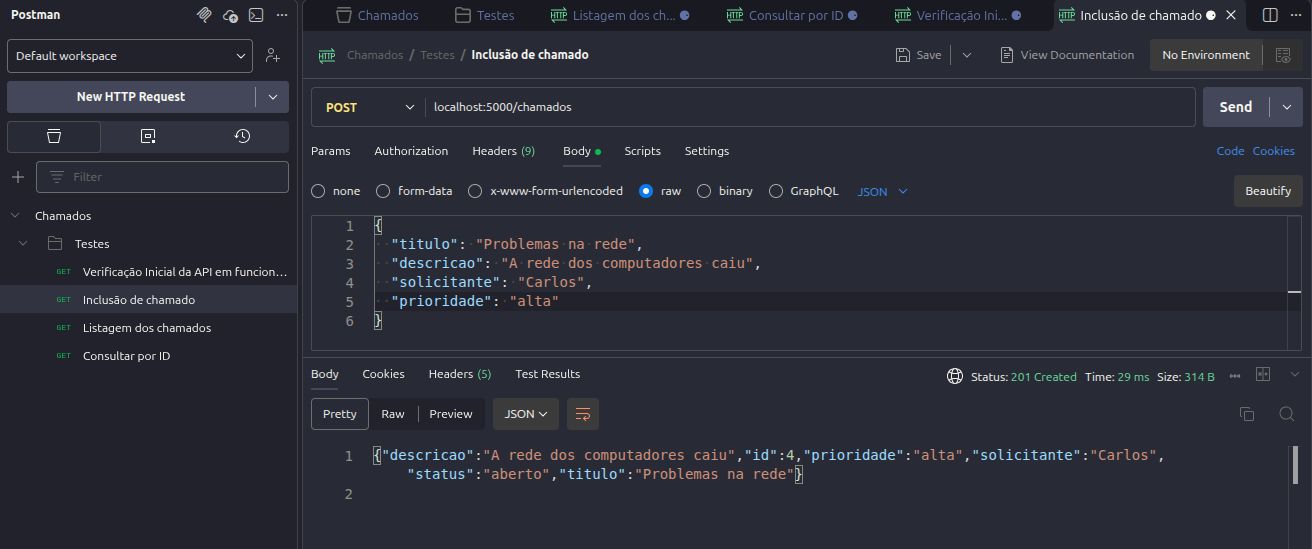 Postman
Chamados
Testes
Listagem dos ch...
Consultar por ID
Verificação Ini...
Inclusão de chamado
Default workspace
Chamados / Testes / Inclusão de chamado
Save
View Documentation
No Environment
New HTTP Request
POST
localhost:5000/chamados
Send
Params
Authorization
Headers (9)
Body
Scripts
Settings
Code
Cookies
Filter
none
form-data
x-www-form-urlencoded
raw
binary
GraphQL
JSON
Beautify
Chamados
Testes
GET Verificação Inicial da API em funcion...
GET Inclusão de chamado
GET Listagem dos chamados
GET Consultar por ID
1 {
2 "titulo": "Problemas na rede",
3 "descricao": "A rede dos computadores caiu",
4 "solicitante": "Carlos",
5 "prioridade": "alta"
6 }
Body
Cookies
Headers (5)
Test Results
Status: 201 Created Time: 29 ms Size: 314 B
Pretty
Raw
Preview
JSON
1 {"descricao":"A rede dos computadores caiu","id":4,"prioridade":"alta","solicitante":"Carlos",
"status":"aberto","titulo":"Problemas na rede"}
2